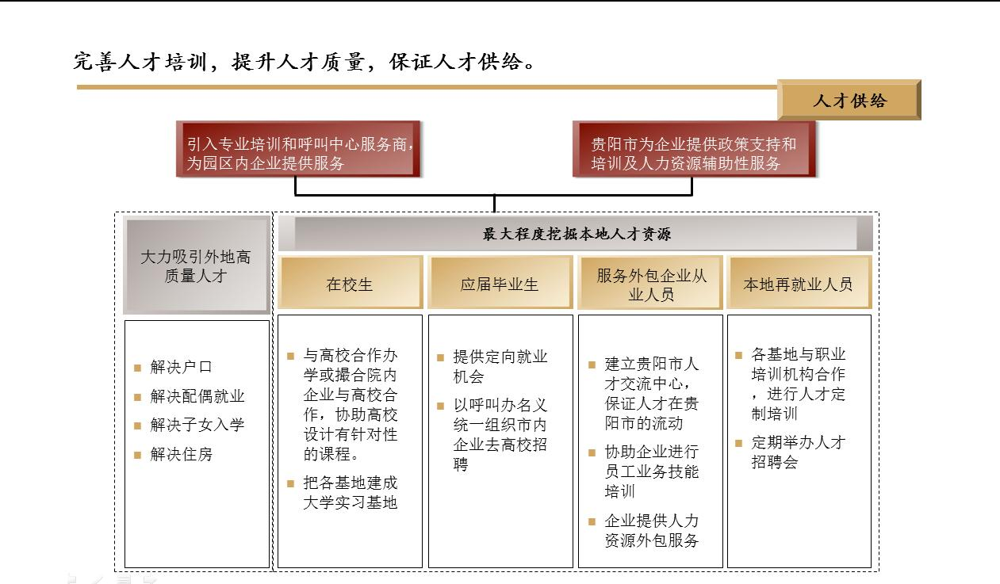 完善人才培训，提升人才质量，保证人才供给。
人才供给
引入专业培训和呼叫中心服务商，
为园区内企业提供服务
贵阳市为企业提供政策支持和
培训及人力资源辅助性服务
大力吸引外地高
质量人才
最大程度挖掘本地人才资源
在校生
应届毕业生
服务外包企业从
业人员
本地再就业人员
■ 解决户口
■ 解决配偶就业
■ 解决子女入学
■ 解决住房
■ 与高校合作办
学或撮合院内
企业与高校合
作，协助高校
设计有针对性
的课程。
■ 把各基地建成
大学实习基地
■ 提供定向就业
机会
■ 以呼叫办名义
统一组织市内
企业去高校招
聘
■ 建立贵阳市人
才交流中心，
保证人才在贵
阳市的流动
■ 协助企业进行
员工业务技能
培训
■ 企业提供人力
资源外包服务
■ 各基地与职业
培训机构合作
，进行人才定
制培训
■ 定期举办人才
招聘会